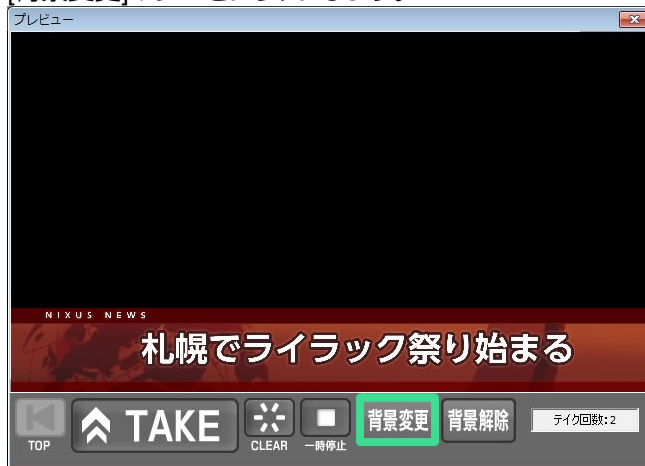 プレビュー
NIXUS NEWS
札幌でライラック祭り始まる
TAKE
背景変更
背景解除
テイク回数:2
TOP
CLEAR
一時停止